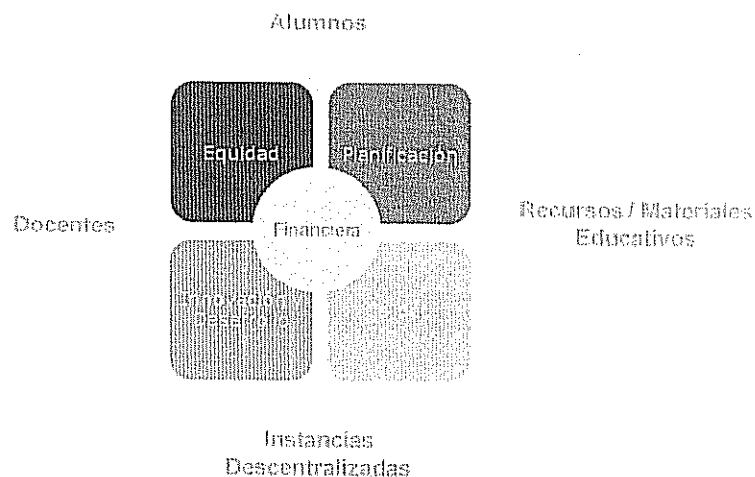 Alumnos
Equidad
Planificación
Docentes
Financiera
Recursos / Materiales
Educativos
Instancias
Descentralizadas